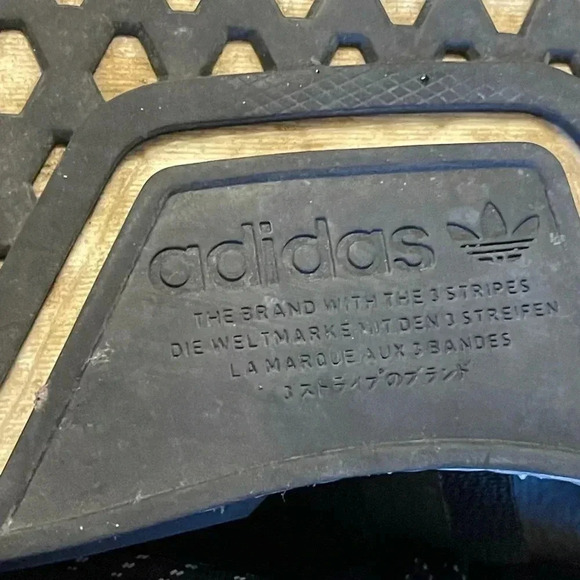 adidas
THE BRAND WITH THE 3 STRIPES
DIE WELTMARKE MIT DEN 3 STREIFEN
LA MARQUE AUX 3 BANDES
3ストライプのブランド